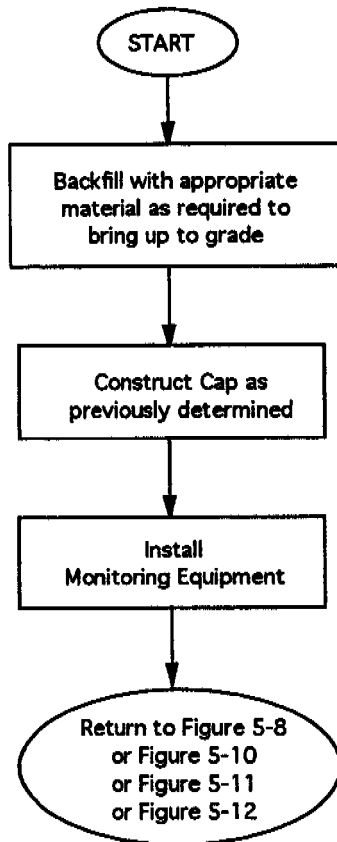 START
Backfill with appropriate
material as required to
bring up to grade
Construct Cap as
previously determined
Install
Monitoring Equipment
Return to Figure 5-8
or Figure 5-10
or Figure 5-11
or Figure 5-12